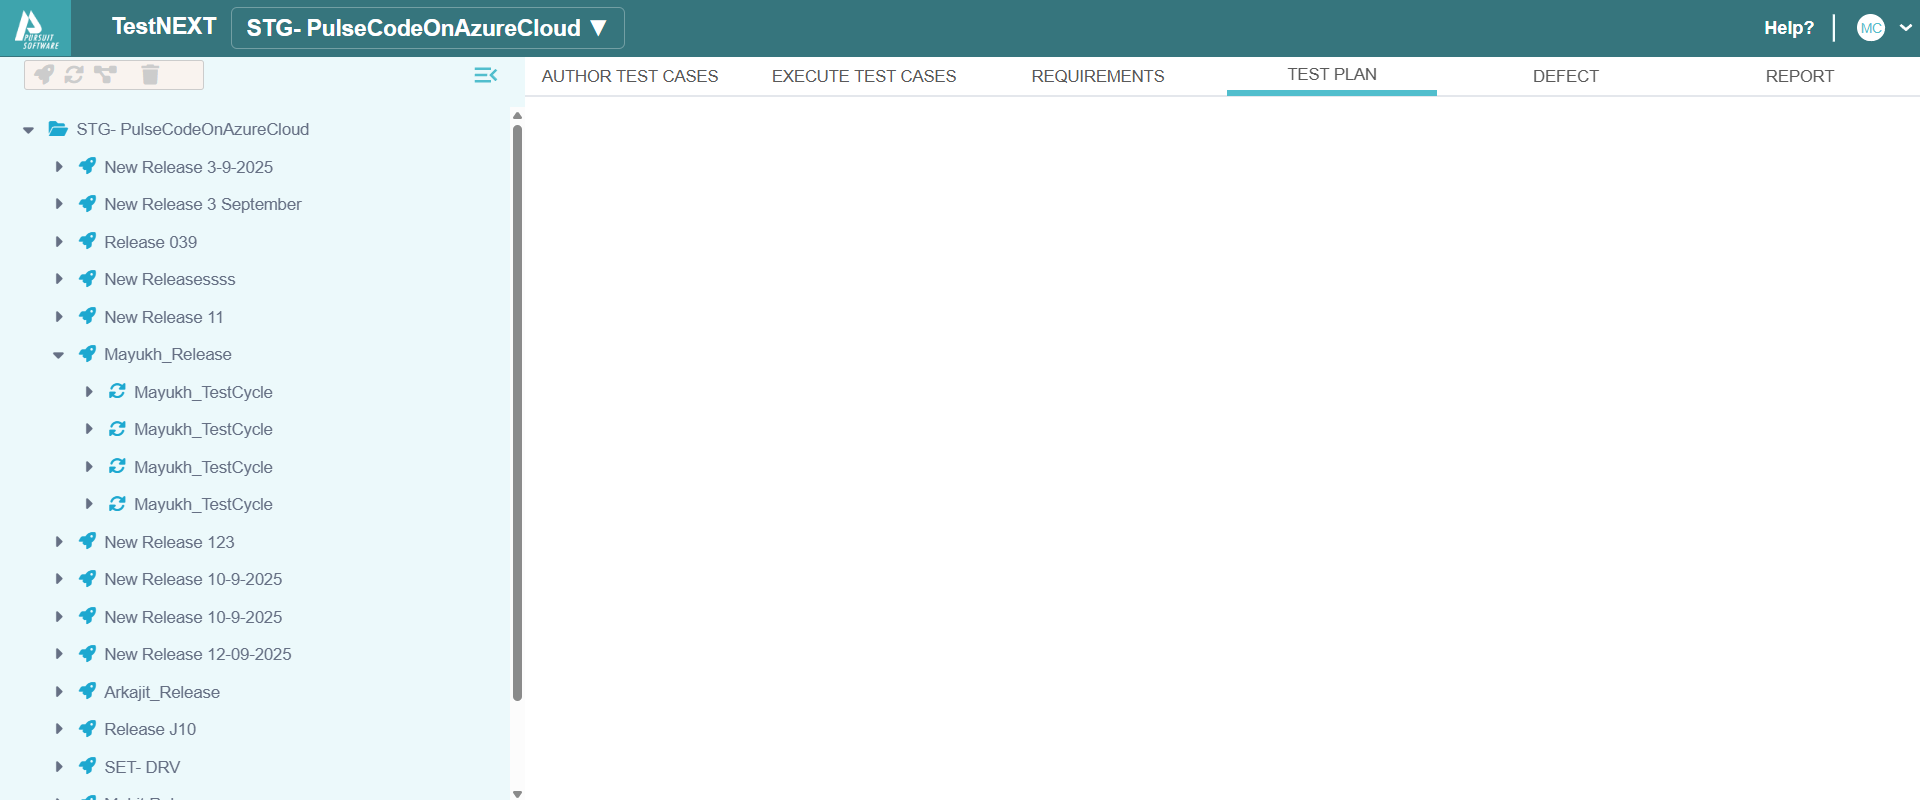 PURSUIT
SOFTWARE
TestNEXT
STG- PulseCodeOnAzureCloud ▼
Help?
MC
AUTHOR TEST CASES
EXECUTE TEST CASES
REQUIREMENTS
TEST PLAN
DEFECT
REPORT
STG- PulseCodeOnAzureCloud
New Release 3-9-2025
New Release 3 September
Release 039
New Releasessss
New Release 11
Mayukh_Release
Mayukh_TestCycle
Mayukh_TestCycle
Mayukh_TestCycle
Mayukh_TestCycle
New Release 123
New Release 10-9-2025
New Release 10-9-2025
New Release 12-09-2025
Arkajit_Release
Release J10
SET- DRV